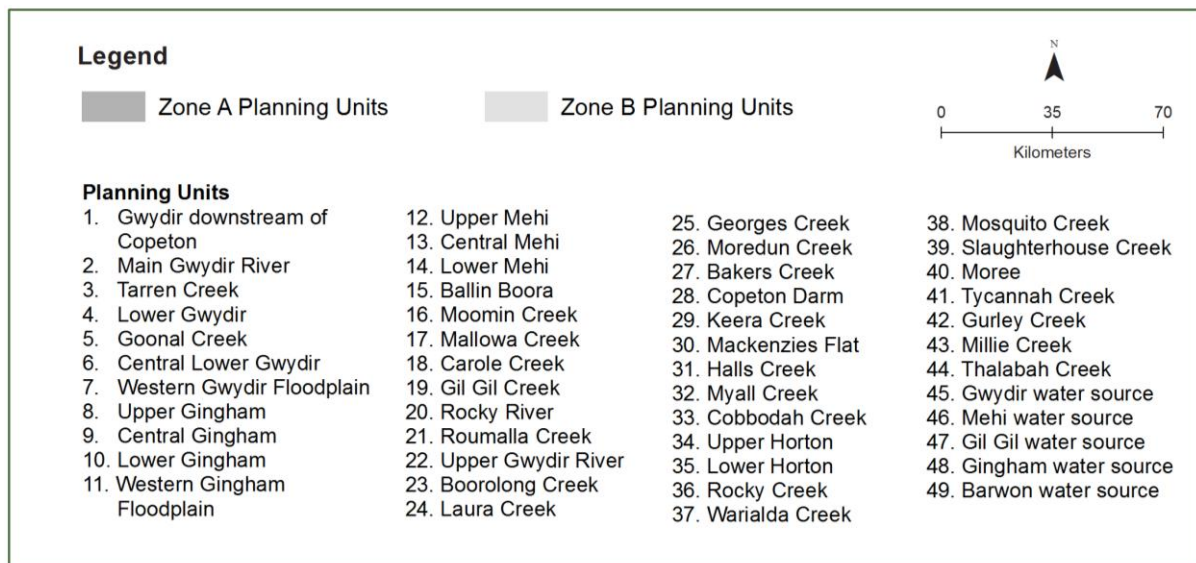 Legend
Zone A Planning Units
Zone B Planning Units
N
0 35 70
Kilometers
Planning Units
1. Gwydir downstream of
Copeton
2. Main Gwydir River
3. Tarren Creek
4. Lower Gwydir
5. Goonal Creek
6. Central Lower Gwydir
7. Western Gwydir Floodplain
8. Upper Gingham
9. Central Gingham
10. Lower Gingham
11. Western Gingham
Floodplain
12. Upper Mehi
13. Central Mehi
14. Lower Mehi
15. Ballin Boora
16. Moomin Creek
17. Mallowa Creek
18. Carole Creek
19. Gil Gil Creek
20. Rocky River
21. Roumalla Creek
22. Upper Gwydir River
23. Boorolong Creek
24. Laura Creek
25. Georges Creek
26. Moredun Creek
27. Bakers Creek
28. Copeton Darm
29. Keera Creek
30. Mackenzies Flat
31. Halls Creek
32. Myall Creek
33. Cobbodah Creek
34. Upper Horton
35. Lower Horton
36. Rocky Creek
37. Warialda Creek
38. Mosquito Creek
39. Slaughterhouse Creek
40. Moree
41. Tycannah Creek
42. Gurley Creek
43. Millie Creek
44. Thalabah Creek
45. Gwydir water source
46. Mehi water source
47. Gil Gil water source
48. Gingham water source
49. Barwon water source